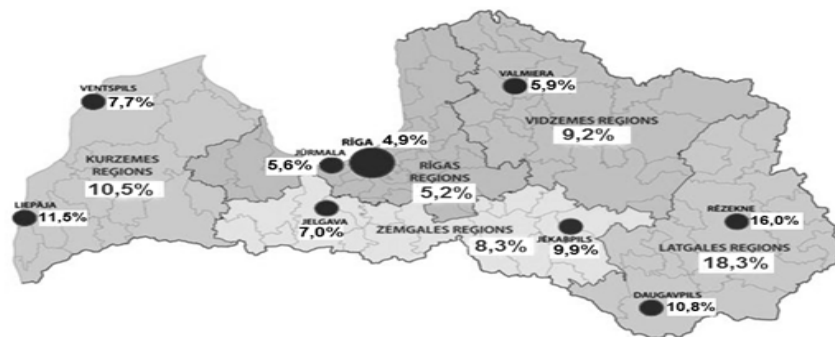 VENTSPILS
7,7%
VALMIERA
5,9%
VIDZEMES REGIONS
9,2%
RĪGA
4,9%
JŪRMALA
5,6%
KURZEMES
REGIONS
10,5%
RĪGAS
REGIONS
5,2%
LIEPĀJA
11,5%
JELGAVA
7,0%
ZEMGALES REGIONS
8,3%
JĒKABPILS
9,9%
RĒZEKNE
16,0%
LATGALES REGIONS
18,3%
DAUGAVPILS
10,8%